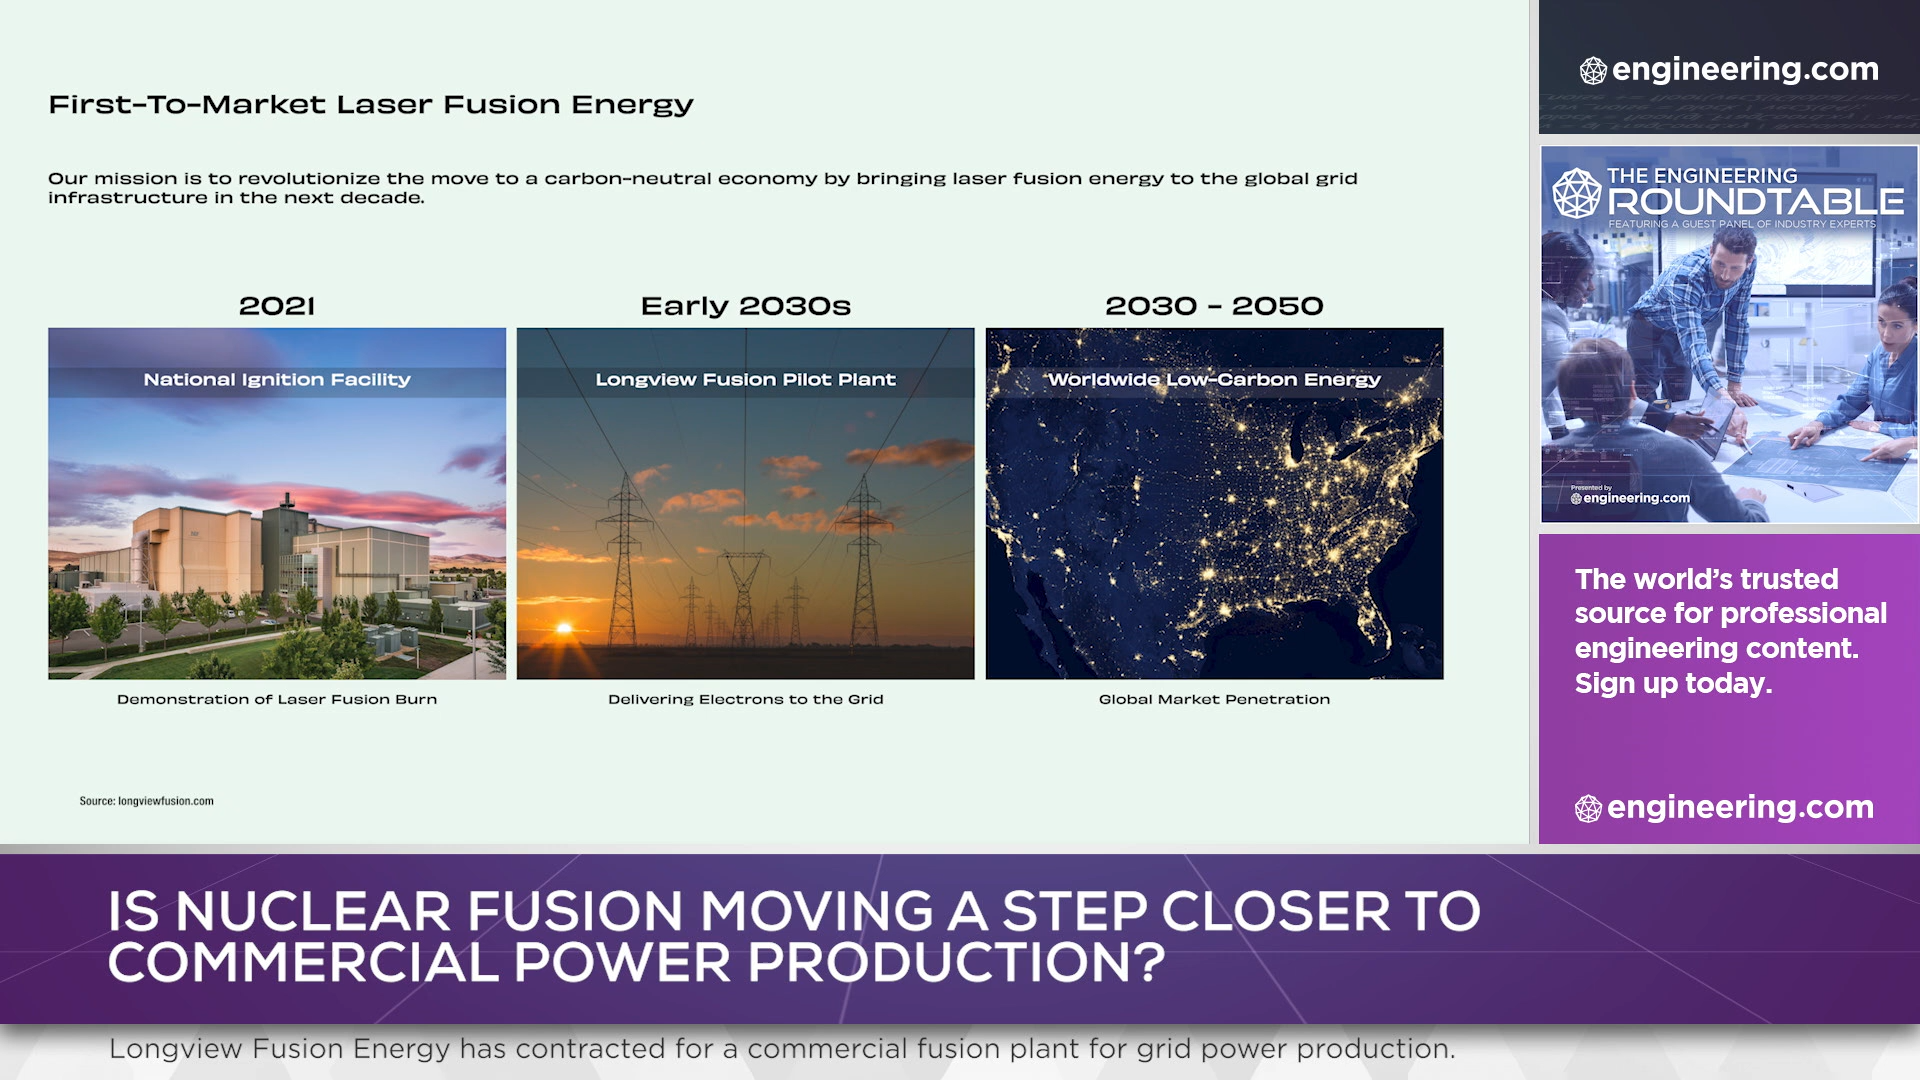 First-To-Market Laser Fusion Energy
Our mission is to revolutionize the move to a carbon-neutral economy by bringing laser fusion energy to the global grid
infrastructure in the next decade.
2021
National Ignition Facility
Demonstration of Laser Fusion Burn
Early 2030s
Longview Fusion Pilot Plant
Delivering Electrons to the Grid
2030 - 2050
Worldwide Low-Carbon Energy
Global Market Penetration
Source: longviewfusion.com
engineering.com
THE ENGINEERING
ROUNDTABLE
FEATURING A GUEST PANEL OF INDUSTRY EXPERTS
Presented by
engineering.com
The world's trusted
source for professional
engineering content.
Sign up today.
engineering.com
IS NUCLEAR FUSION MOVING A STEP CLOSER TO
COMMERCIAL POWER PRODUCTION?
Longview Fusion Energy has contracted for a commercial fusion plant for grid power production.